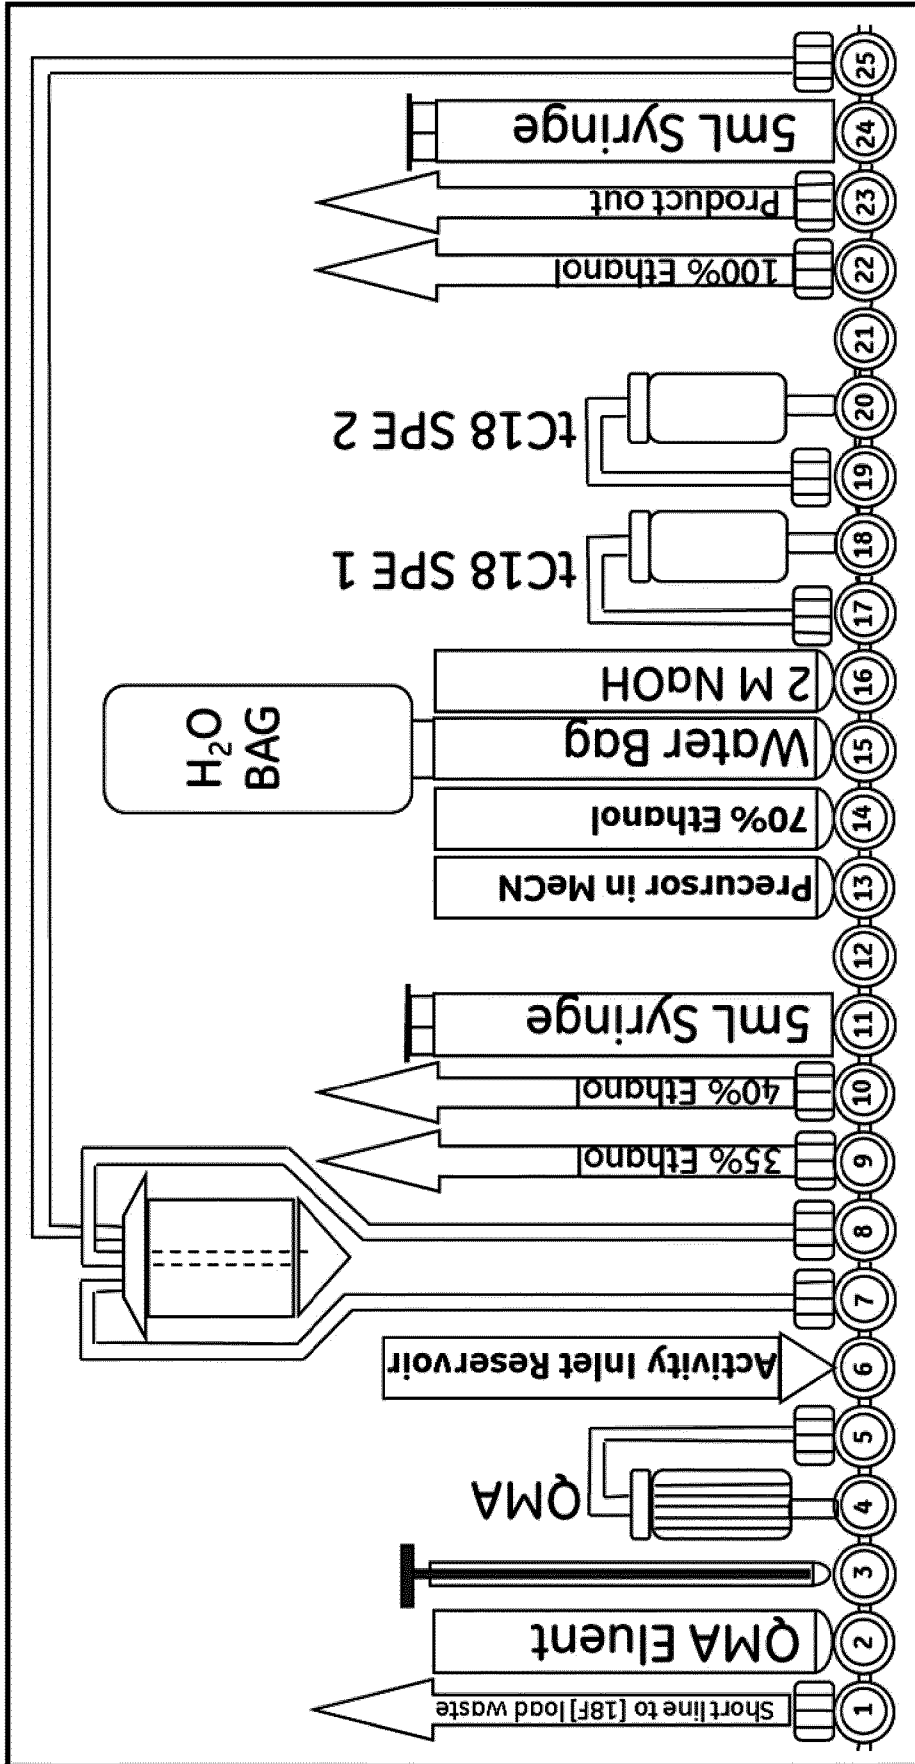 25
5mL Syringe
24
Product out
23
100% Ethanol
22
21
tC18 SPE 2
20
19
tC18 SPE 1
18
17
2 M NaOH
16
H₂O
BAG
Water Bag
15
70% Ethanol
14
Precursor in MeCN
13
12
5mL Syringe
11
40% Ethanol
10
35% Ethanol
9
8
7
Activity Inlet Reservoir
6
5
QMA
4
3
QMA Eluent
2
Short line to [18F] load waste
1